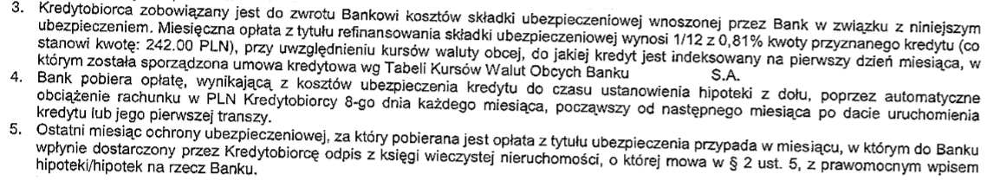 3. Kredytobiorca zobowiązany jest do zwrotu Bankowi kosztów składki ubezpieczeniowej wnoszonej przez Bank w związku z niniejszym
ubezpieczeniem. Miesięczna opłata z tytułu refinansowania składki ubezpieczeniowej wynosi 1/12 z 0,81% kwoty przyznanego kredytu (co
stanowi kwotę: 242.00 PLN), przy uwzględnieniu kursów waluty obcej, do jakiej kredyt jest indeksowany na pierwszy dzień miesiąca, w
którym została sporządzona umowa kredytowa wg Tabeli Kursów Walut Obcych Banku S.A.
4. Bank pobiera opłatę, wynikającą z kosztów ubezpieczenia kredytu do czasu ustanowienia hipoteki z dołu, poprzez automatyczne
obciążenie rachunku w PLN Kredytobiorcy 8-go dnia każdego miesiąca, począwszy od następnego miesiąca po dacie uruchomienia
kredytu lub jego pierwszej transzy.
5. Ostatni miesiąc ochrony ubezpieczeniowej, za który pobierana jest opłata z tytułu ubezpieczenia przypada w miesiącu, w którym do Banku
wpłynie dostarczony przez Kredytobiorcę odpis z księgi wieczystej nieruchomości, o której mowa w § 2 ust. 5, z prawomocnym wpisem
hipoteki/hipotek na rzecz Banku.